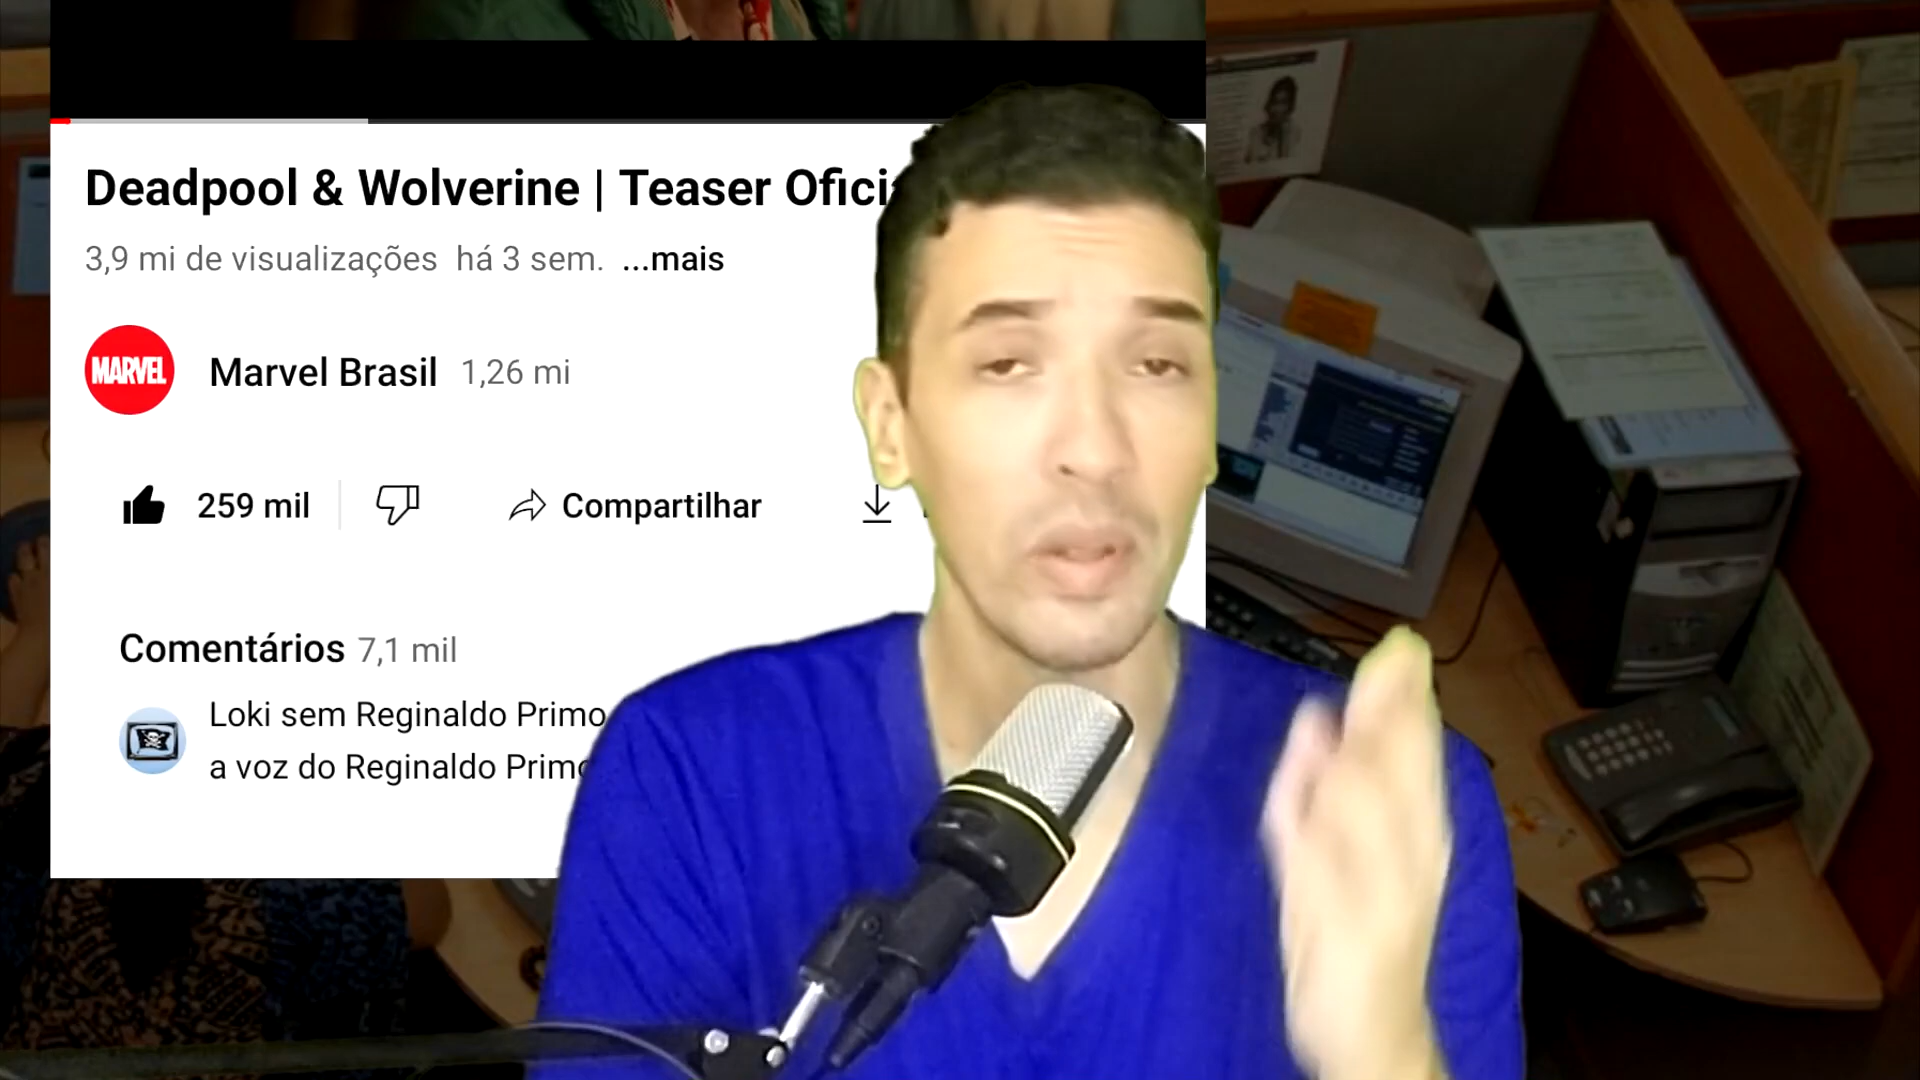 Deadpool & Wolverine | Teaser Ofici
3,9 mi de visualizações há 3 sem. ...mais
MARVEL
Marvel Brasil 1,26 mi
259 mil Compartilhar
Comentários 7,1 mil
Loki sem Reginaldo Primo
a voz do Reginaldo Primo